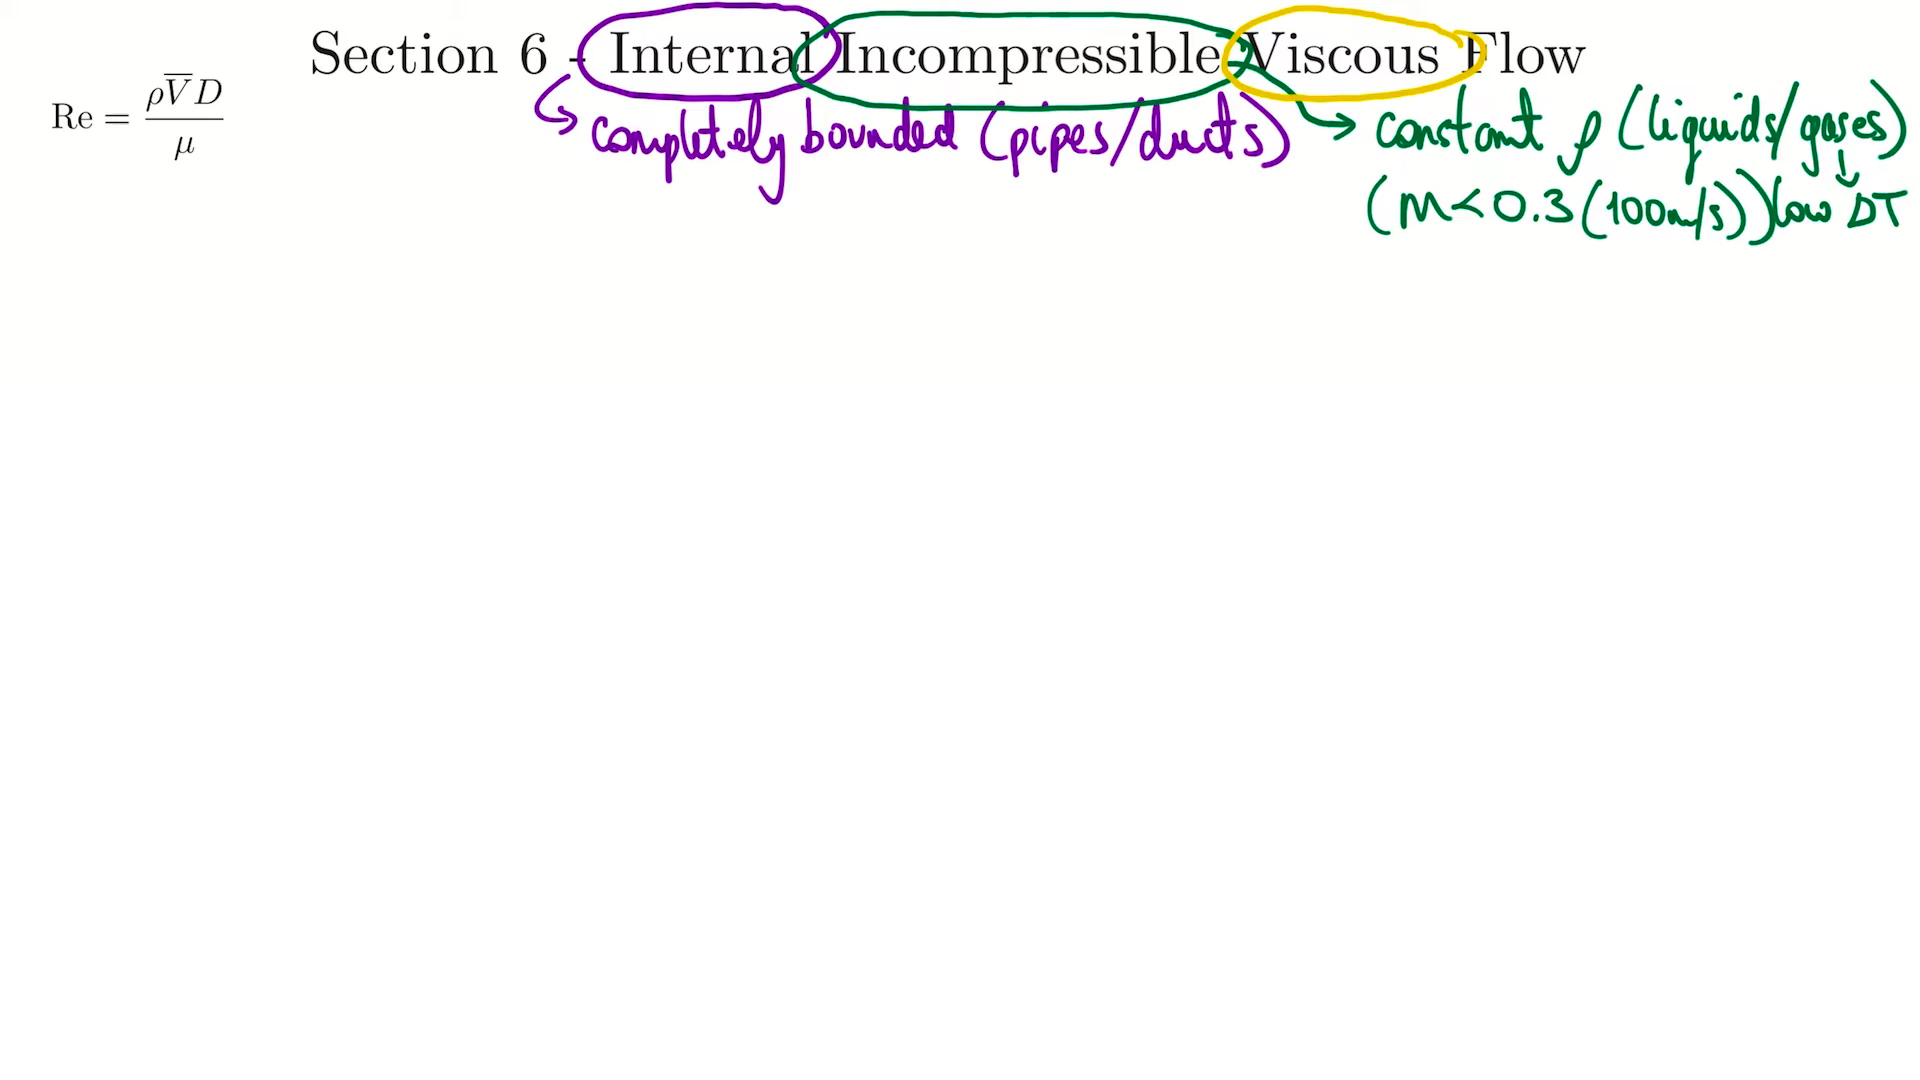 Section 6 - Internal Incompressible Viscous Flow
Re = ρV̅D / μ
completely bounded (pipes/ducts)
constant ρ (liquids/gases)
(M<0.3 (100m/s)) low ΔT